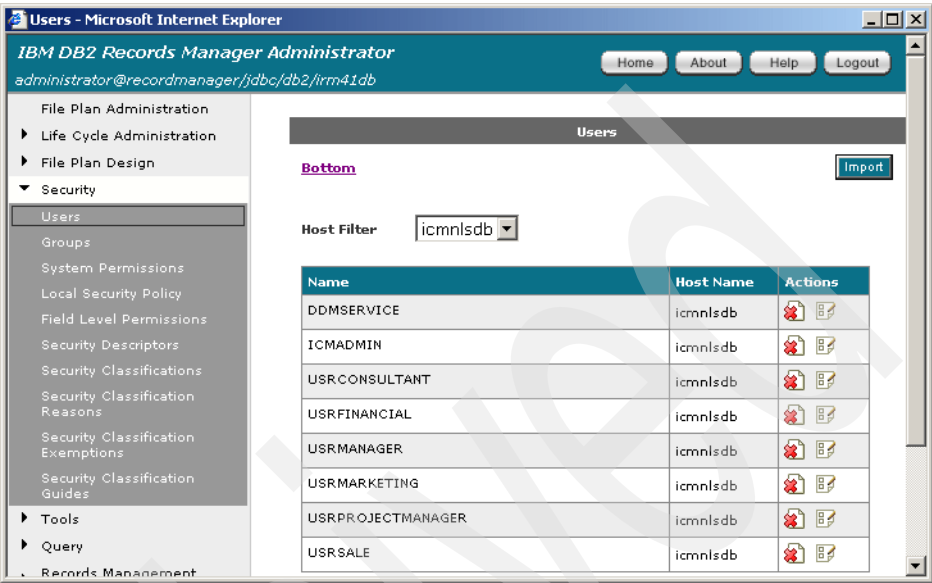 Users - Microsoft Internet Explorer
IBM DB2 Records Manager Administrator
administrator@recordmanager/jdbc/db2/irm41db
Home
About
Help
Logout
File Plan Administration
Life Cycle Administration
File Plan Design
Security
Users
Groups
System Permissions
Local Security Policy
Field Level Permissions
Security Descriptors
Security Classifications
Security Classification
Reasons
Security Classification
Exemptions
Security Classification
Guides
Tools
Query
Records Management
Users
Bottom
Import
Host Filter icmnlsdb
Name Host Name Actions
DDMSERVICE icmnlsdb
ICMADMIN icmnlsdb
USRCONSULTANT icmnlsdb
USRFINANCIAL icmnlsdb
USRMANAGER icmnlsdb
USRMARKETING icmnlsdb
USRPROJECTMANAGER icmnlsdb
USRSALE icmnlsdb